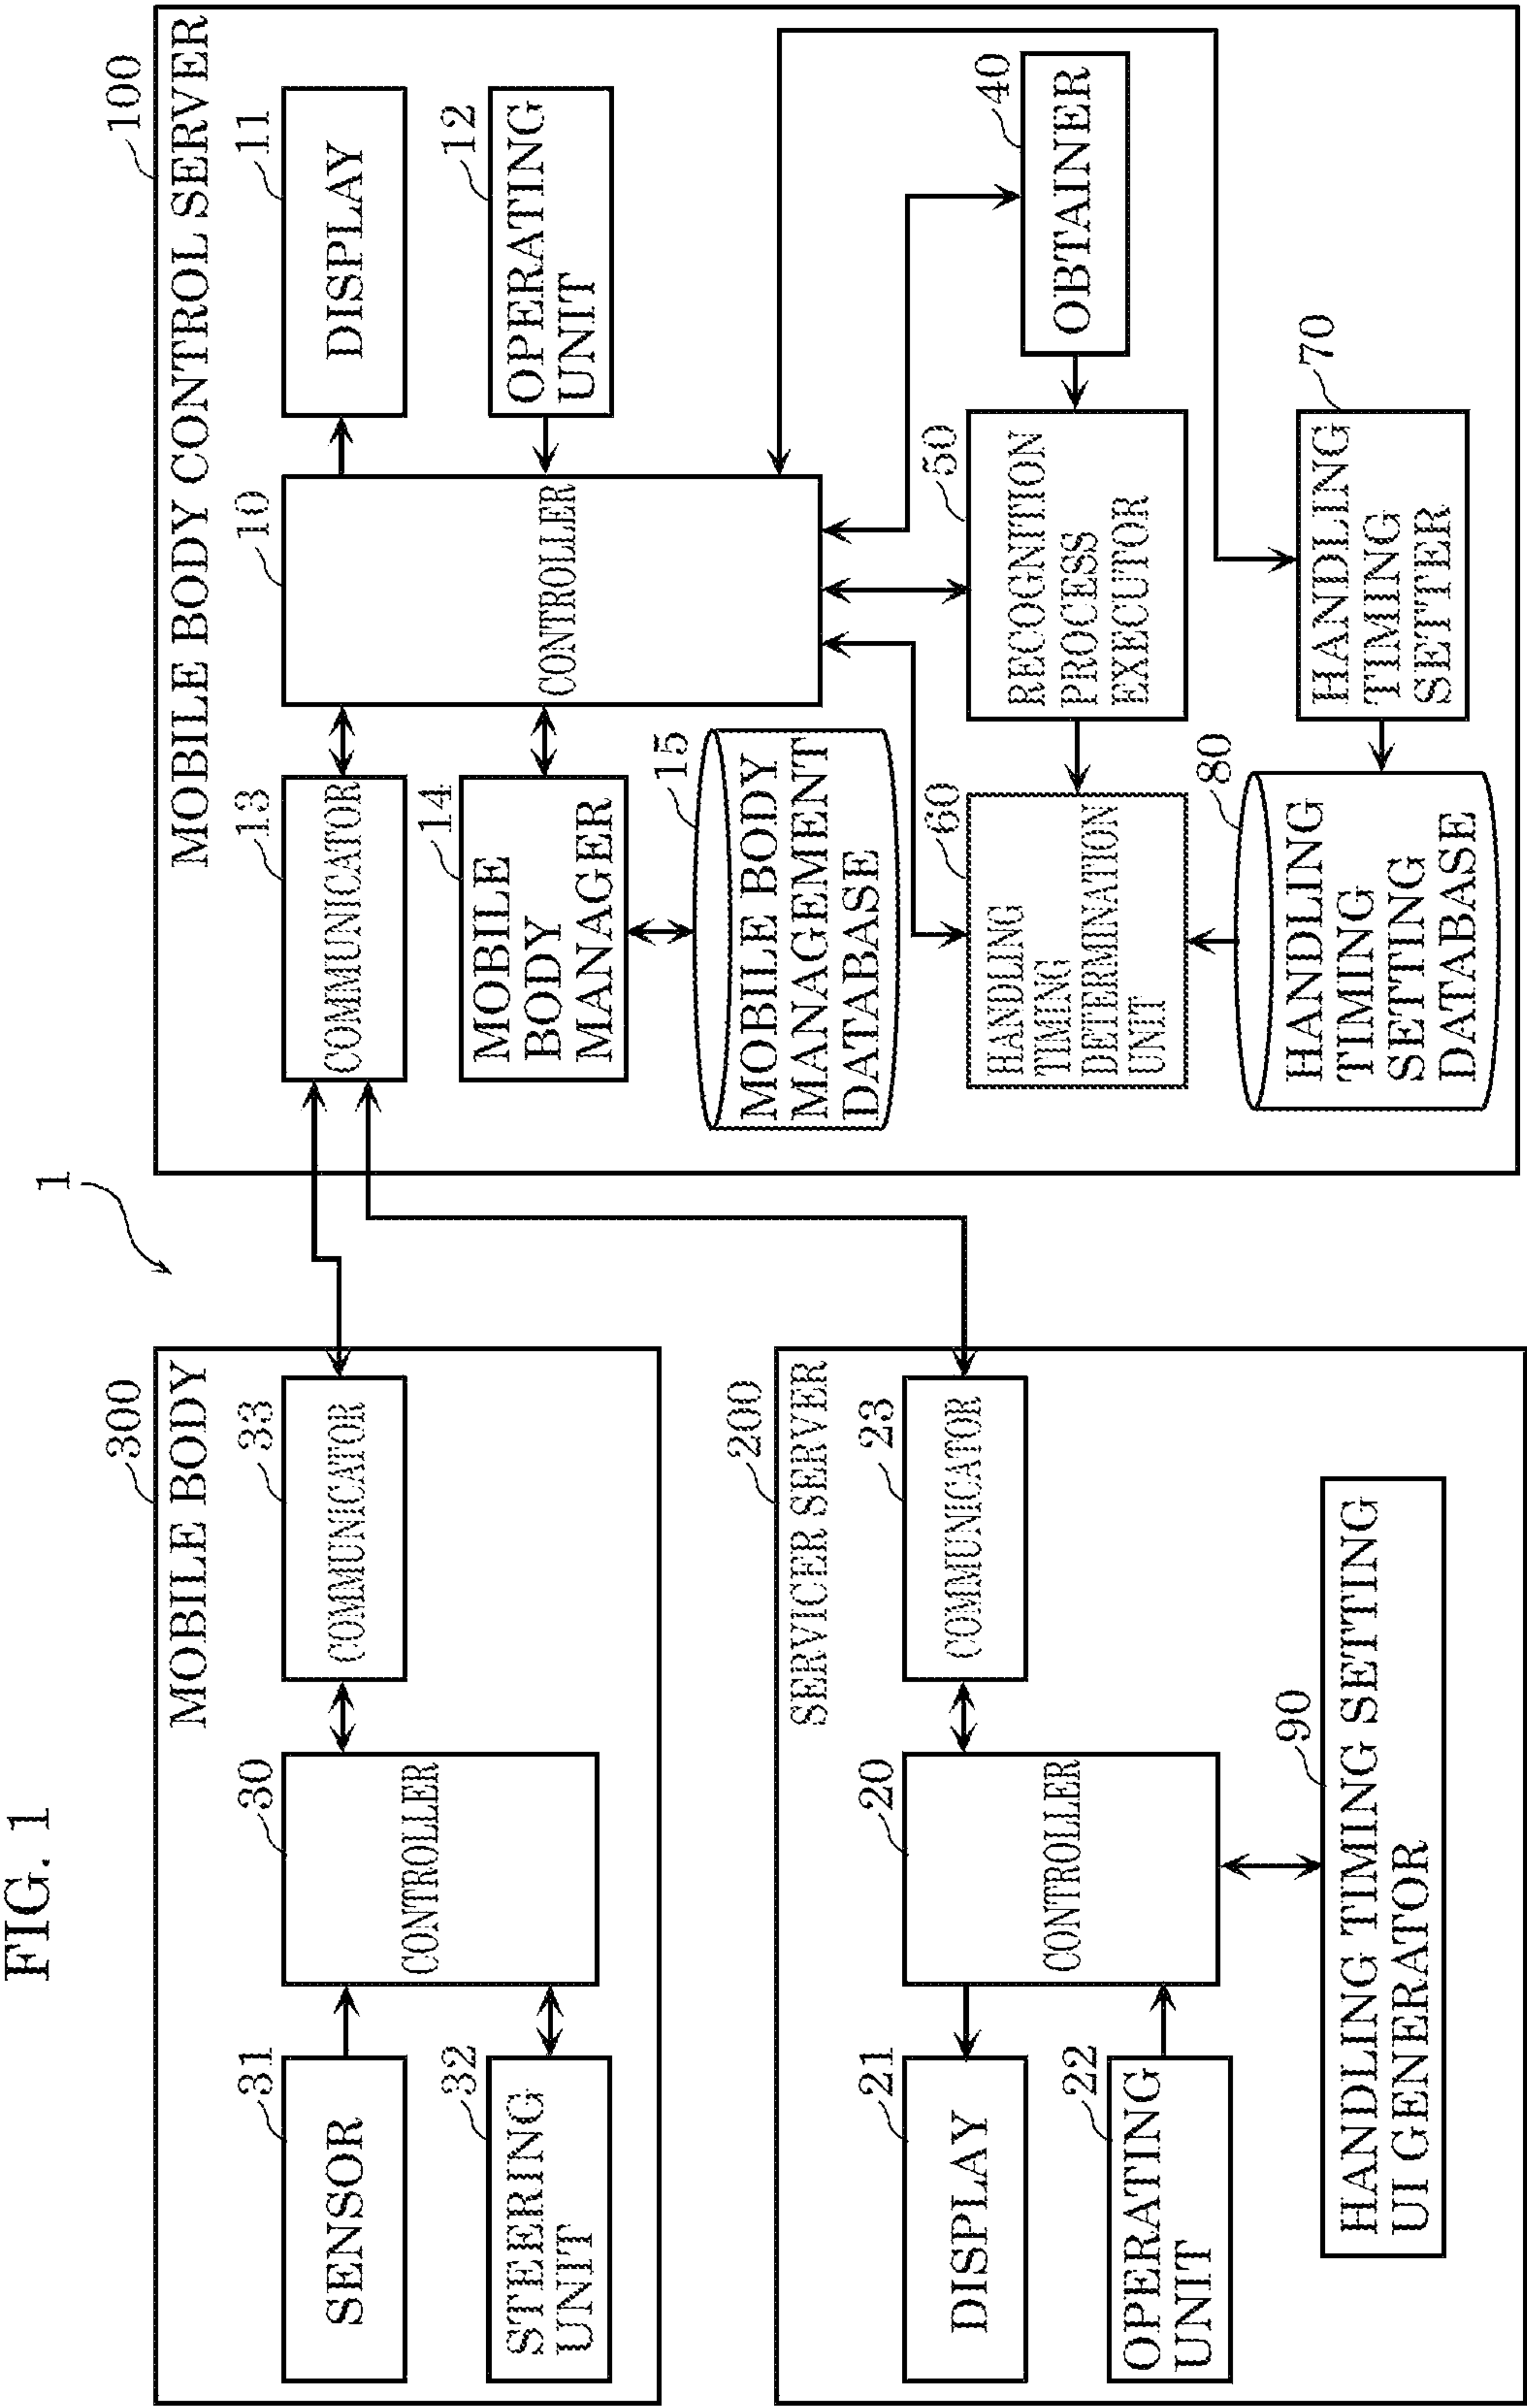 FIG. 1
1
300
MOBILE BODY
31
SENSOR
32
STEERING
UNIT
30
CONTROLLER
33
COMMUNICATOR
200
SERVICER SERVER
21
DISPLAY
22
OPERATING
UNIT
20
CONTROLLER
23
COMMUNICATOR
90
HANDLING TIMING SETTING
UI GENERATOR
100
MOBILE BODY CONTROL SERVER
13
COMMUNICATOR
14
MOBILE
BODY
MANAGER
15
MOBILE BODY
MANAGEMENT
DATABASE
10
CONTROLLER
11
DISPLAY
12
OPERATING
UNIT
60
HANDLING
TIMING
DETERMINATION
UNIT
50
RECOGNITION
PROCESS
EXECUTOR
40
OBTAINER
80
HANDLING
TIMING
SETTING
DATABASE
70
HANDLING
TIMING
SETTER